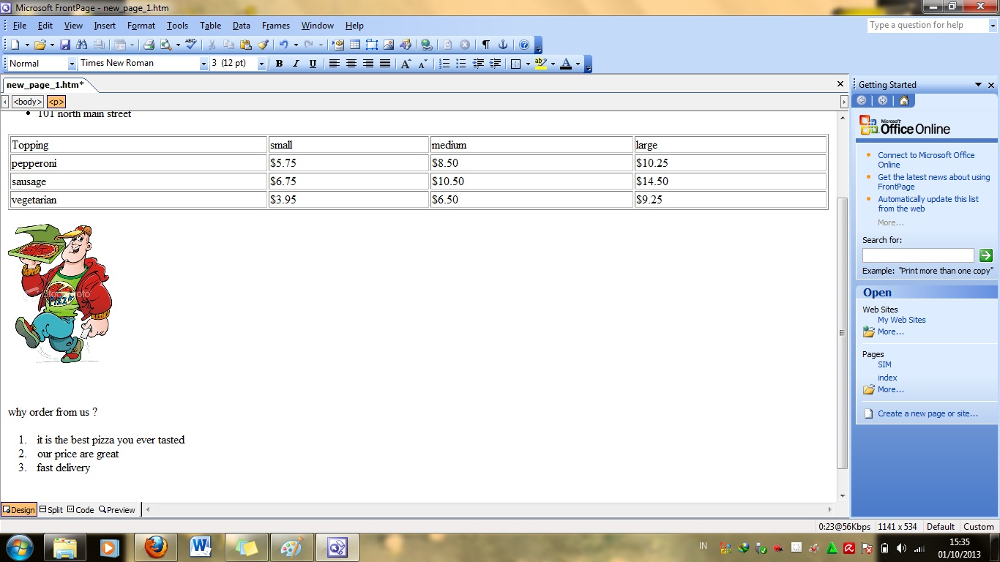 Microsoft FrontPage - new_page_1.htm
File Edit View Insert Format Tools Table Data Frames Window Help
Type a question for help
Normal Times New Roman 3 (12 pt)
new_page_1.htm*
<body> <p>
101 north main street
Topping small medium large
pepperoni $5.75 $8.50 $10.25
sausage $6.75 $10.50 $14.50
vegetarian $3.95 $6.50 $9.25
PIZZA
why order from us ?
1. it is the best pizza you ever tasted
2. our price are great
3. fast delivery
Design Split Code Preview
Getting Started
Microsoft
Office Online
Connect to Microsoft Office
Online
Get the latest news about using
FrontPage
Automatically update this list
from the web
More...
Search for:
Example: "Print more than one copy"
Open
Web Sites
My Web Sites
More...
Pages
SIM
index
More...
Create a new page or site...
0:23@56Kbps 1141 x 534 Default Custom
IN
15:35
01/10/2013